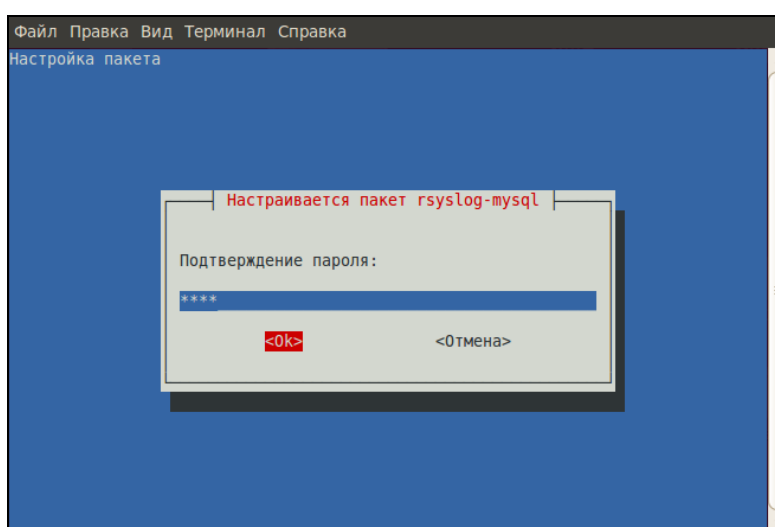 Файл Правка Вид Терминал Справка
Настройка пакета
Настраивается пакет rsyslog-mysql
Подтверждение пароля:
****
<Ok> <Отмена>